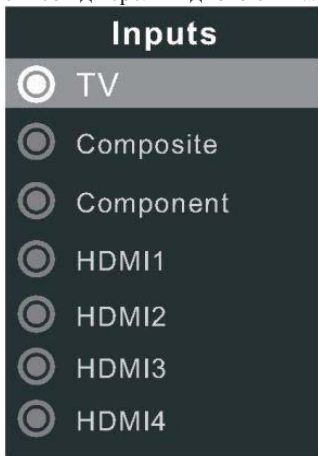 Inputs
TV
Composite
Component
HDMI1
HDMI2
HDMI3
HDMI4